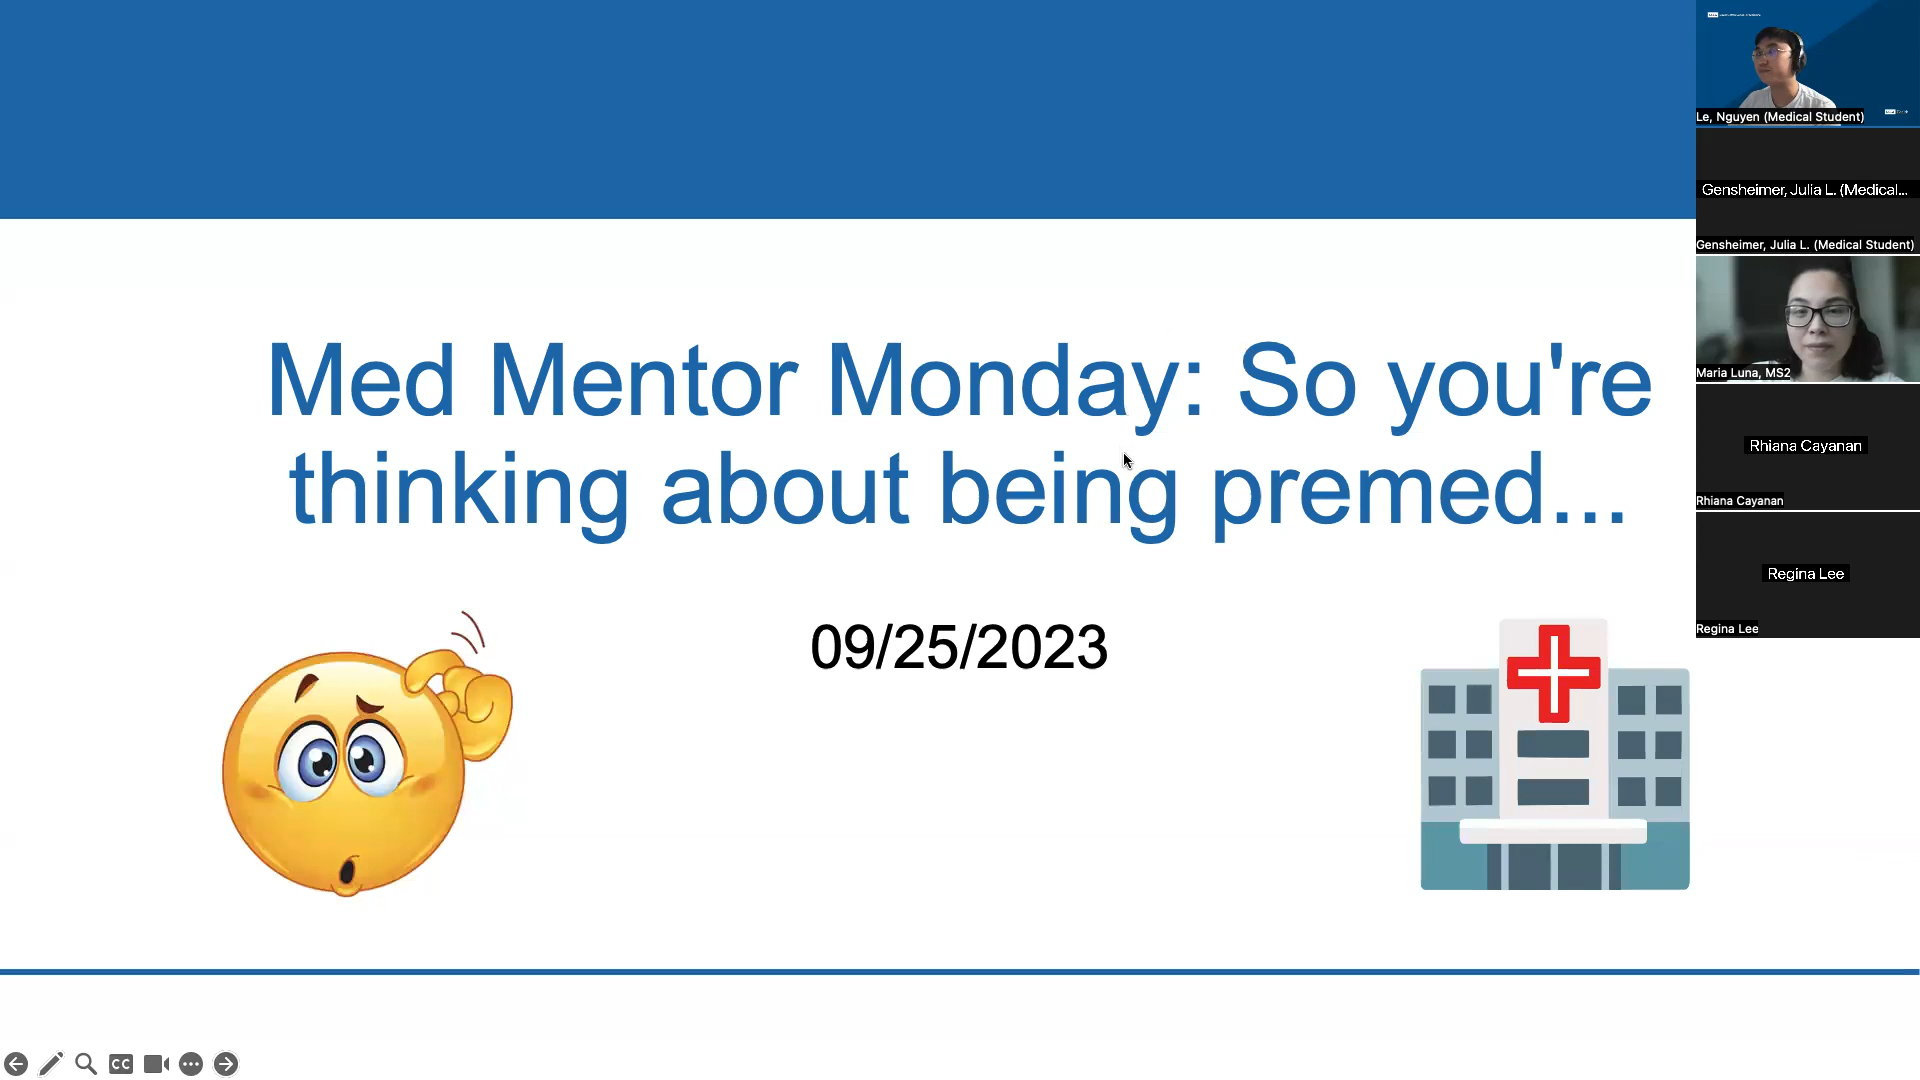 Med Mentor Monday: So you're
thinking about being premed...
09/25/2023
Le, Nguyen (Medical Student)
Gensheimer, Julia L. (Medical...
Gensheimer, Julia L. (Medical Student)
Maria Luna, MS2
Rhiana Cayanan
Rhiana Cayanan
Regina Lee
Regina Lee
CC